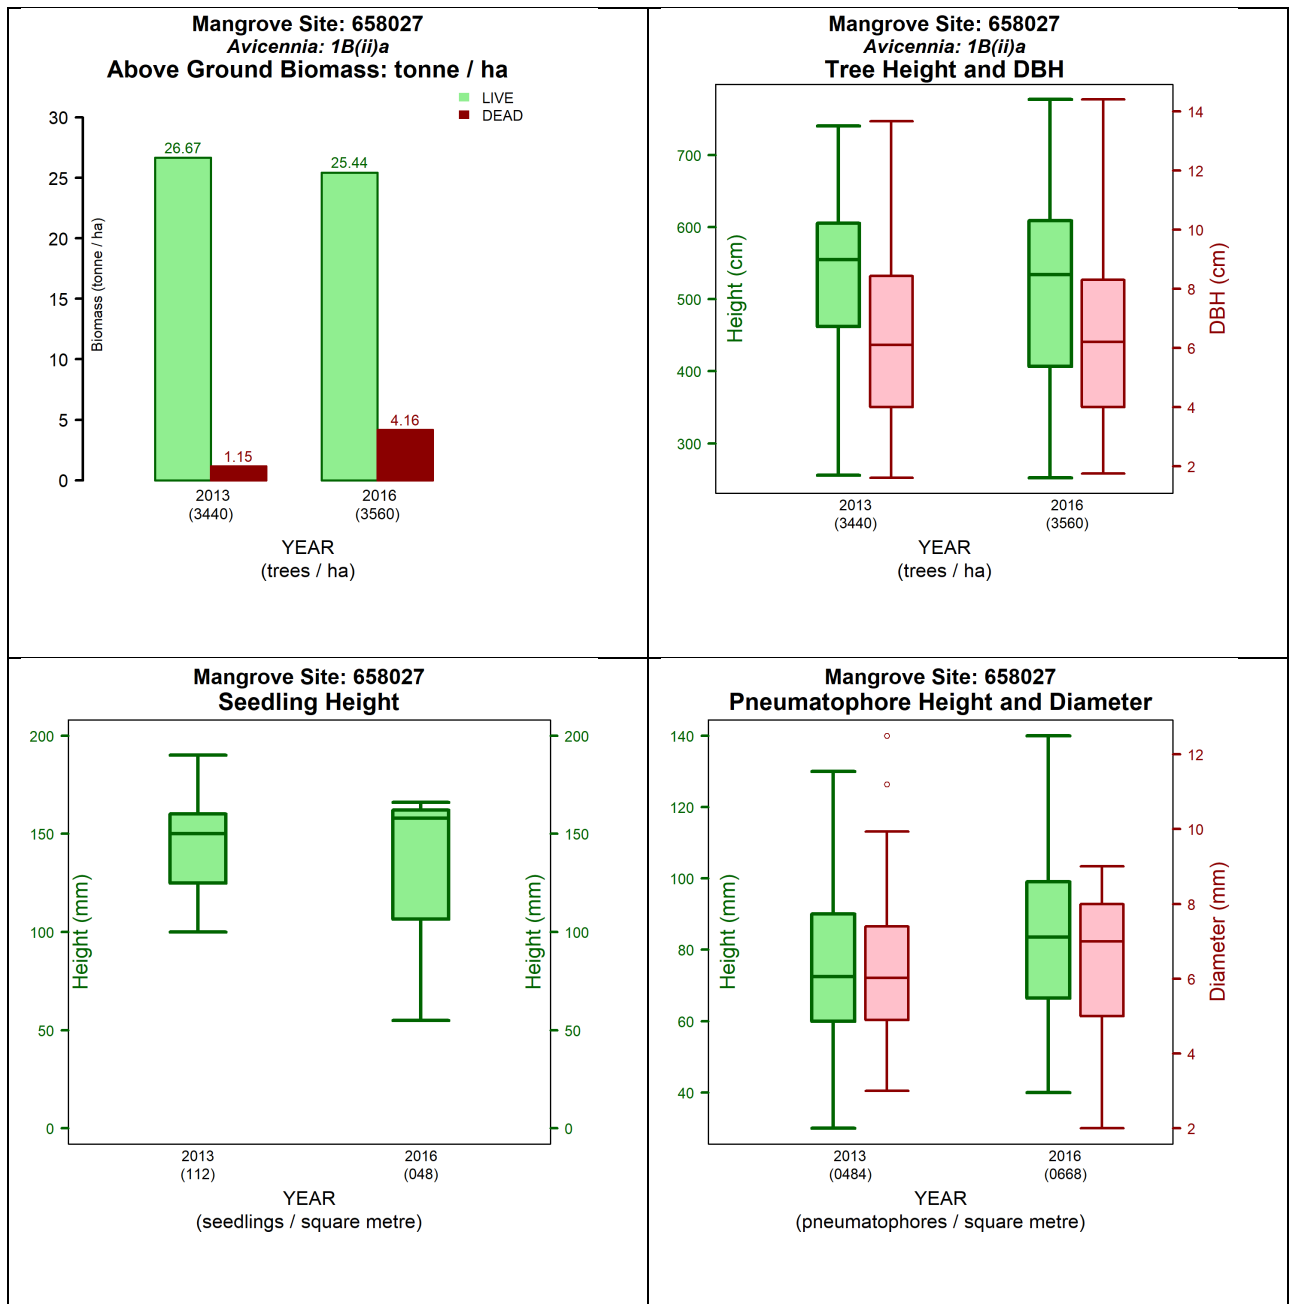 Mangrove Site: 658027
Avicennia: 1B(ii)a
Above Ground Biomass: tonne / ha
LIVE
DEAD
30
25
20
15
10
5
0
Biomass (tonne / ha)
26.67
1.15
25.44
4.16
2013
(3440)
2016
(3560)
YEAR
(trees / ha)
Mangrove Site: 658027
Avicennia: 1B(ii)a
Tree Height and DBH
700
600
500
400
300
Height (cm)
14
12
10
8
6
4
2
DBH (cm)
2013
(3440)
2016
(3560)
YEAR
(trees / ha)
Mangrove Site: 658027
Seedling Height
200
150
100
50
0
Height (mm)
200
150
100
50
0
Height (mm)
2013
(112)
2016
(048)
YEAR
(seedlings / square metre)
Mangrove Site: 658027
Pneumatophore Height and Diameter
140
120
100
80
60
40
Height (mm)
12
10
8
6
4
2
Diameter (mm)
2013
(0484)
2016
(0668)
YEAR
(pneumatophores / square metre)